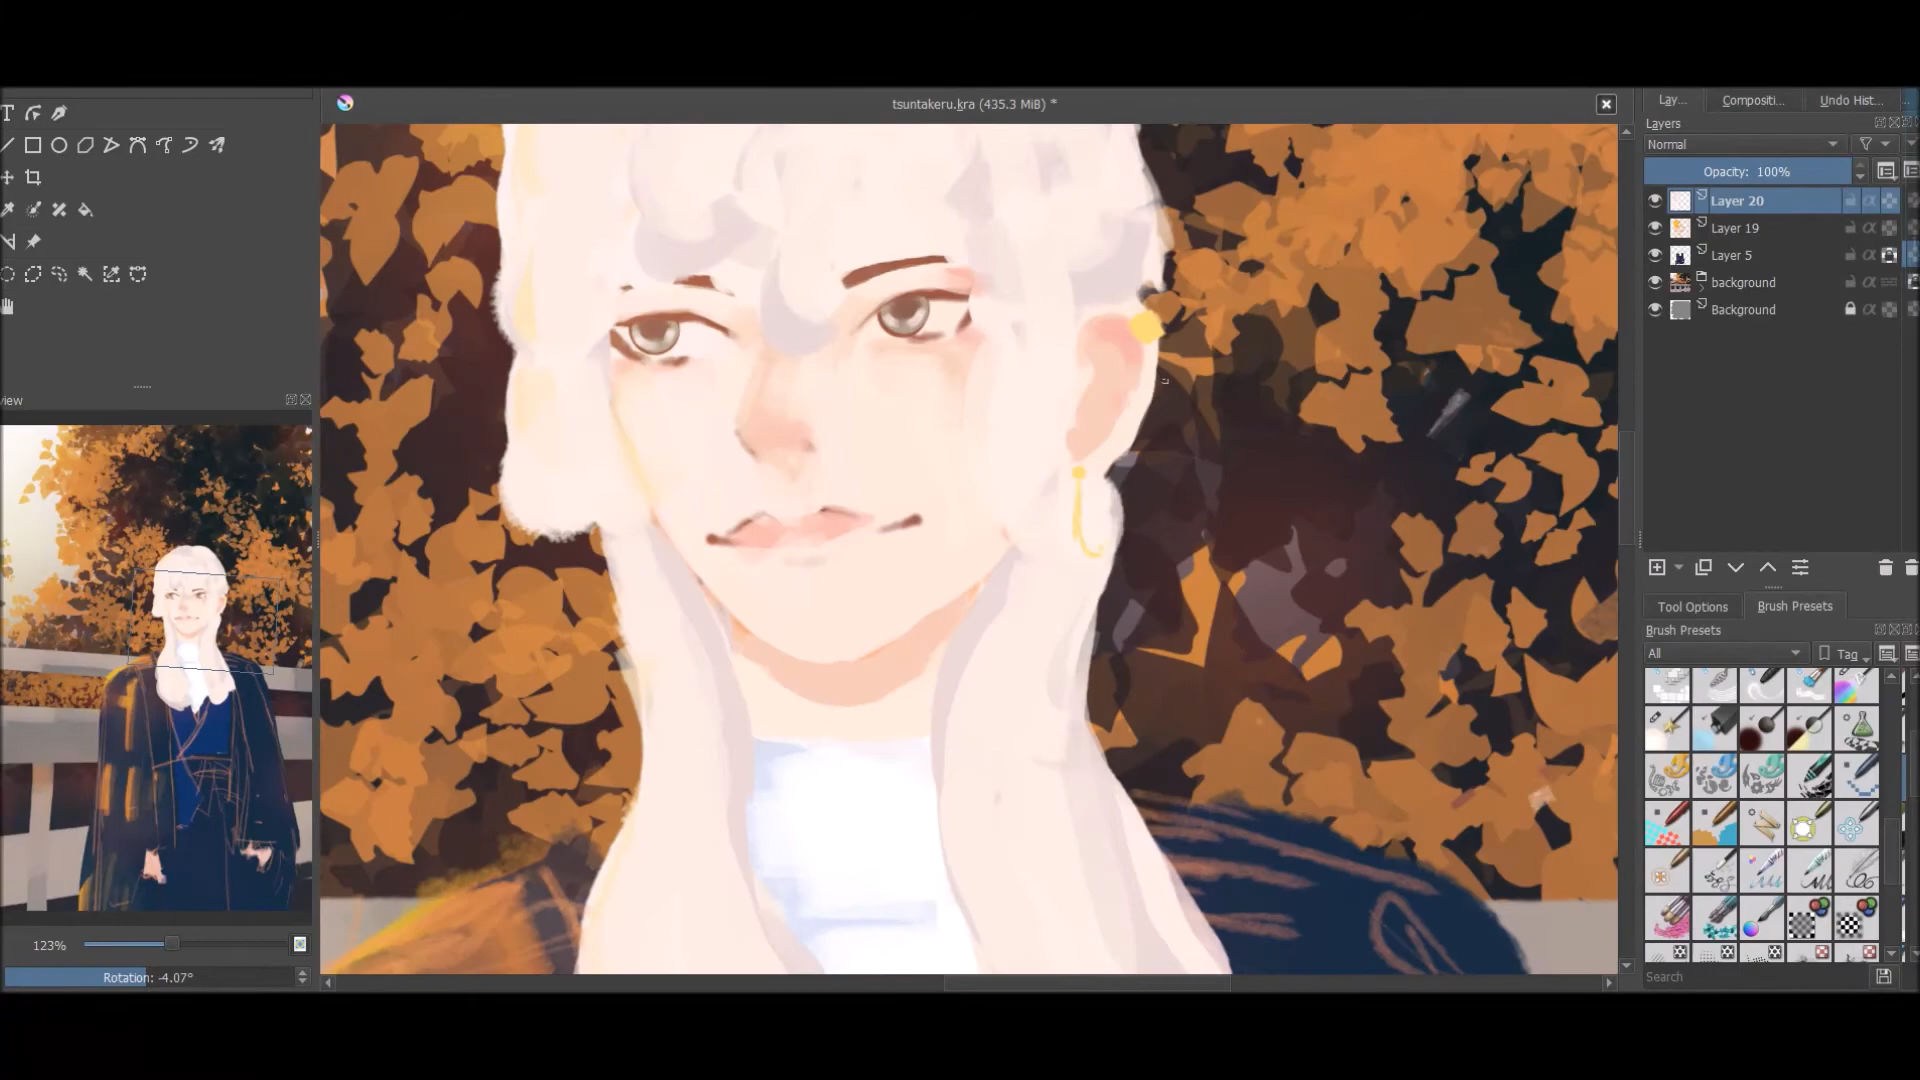 tsuntakeru.kra (435.3 MiB) *
Lay... Compositi... Undo Hist...
Layers
Normal
Opacity: 100%
Layer 20
Layer 19
Layer 5
background
Background
view
123%
Rotation: -4.07°
Tool Options Brush Presets
Brush Presets
All Tag
Search